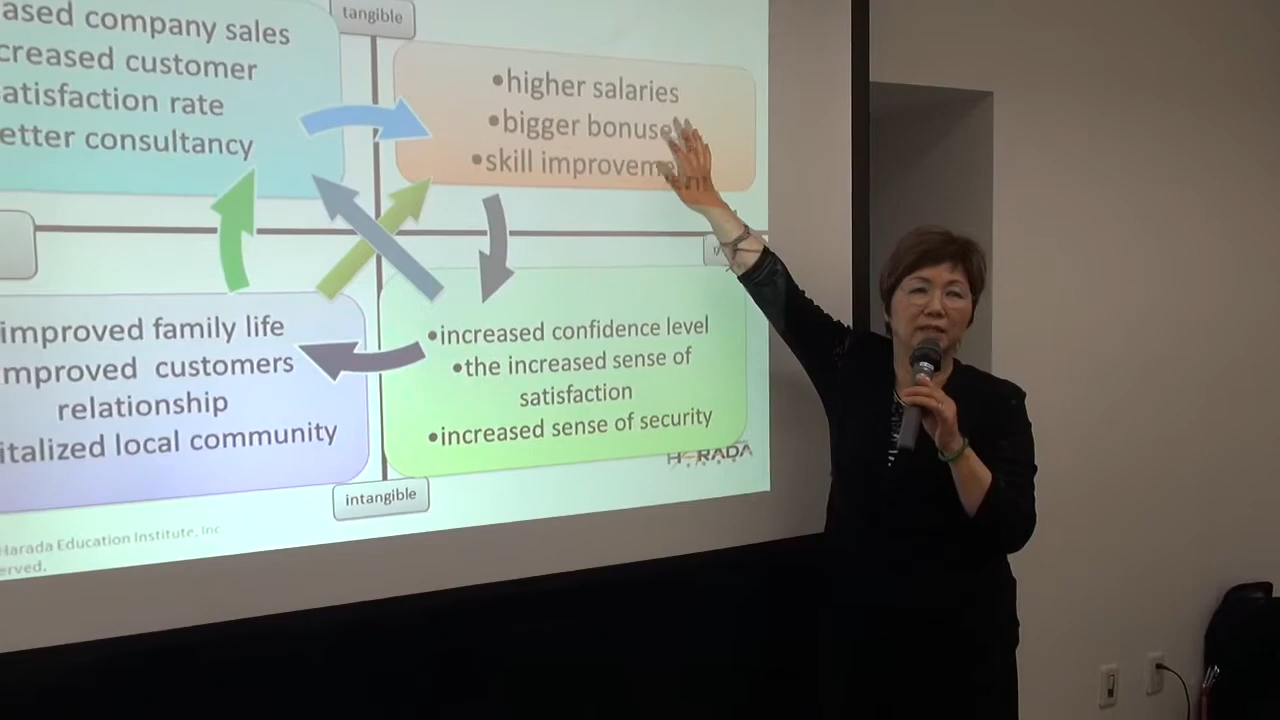 tangible
ased company sales
creased customer
atisfaction rate
etter consultancy
•higher salaries
•bigger bonuse
•skill improvement
improved family life
mproved customers
relationship
italized local community
•increased confidence level
•the increased sense of
satisfaction
•increased sense of security
HARADA
intangible
Harada Education Institute, Inc.
erved.